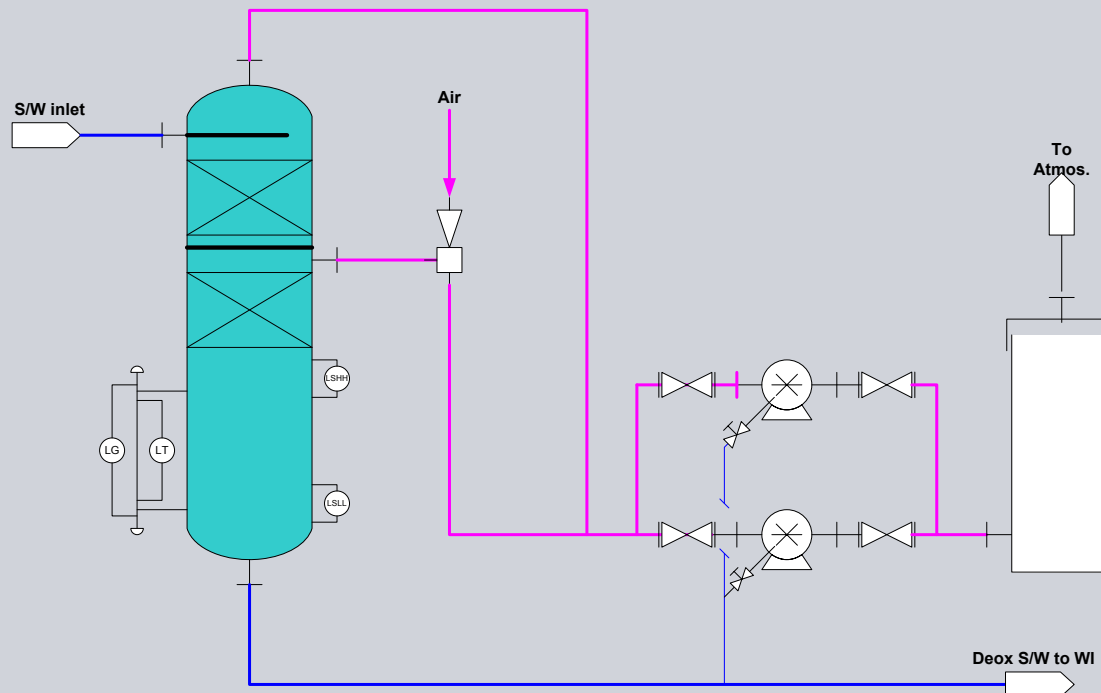 S/W inlet
Air
To
Atmos.
LSHH
LG
LT
LSLL
Deox S/W to WI